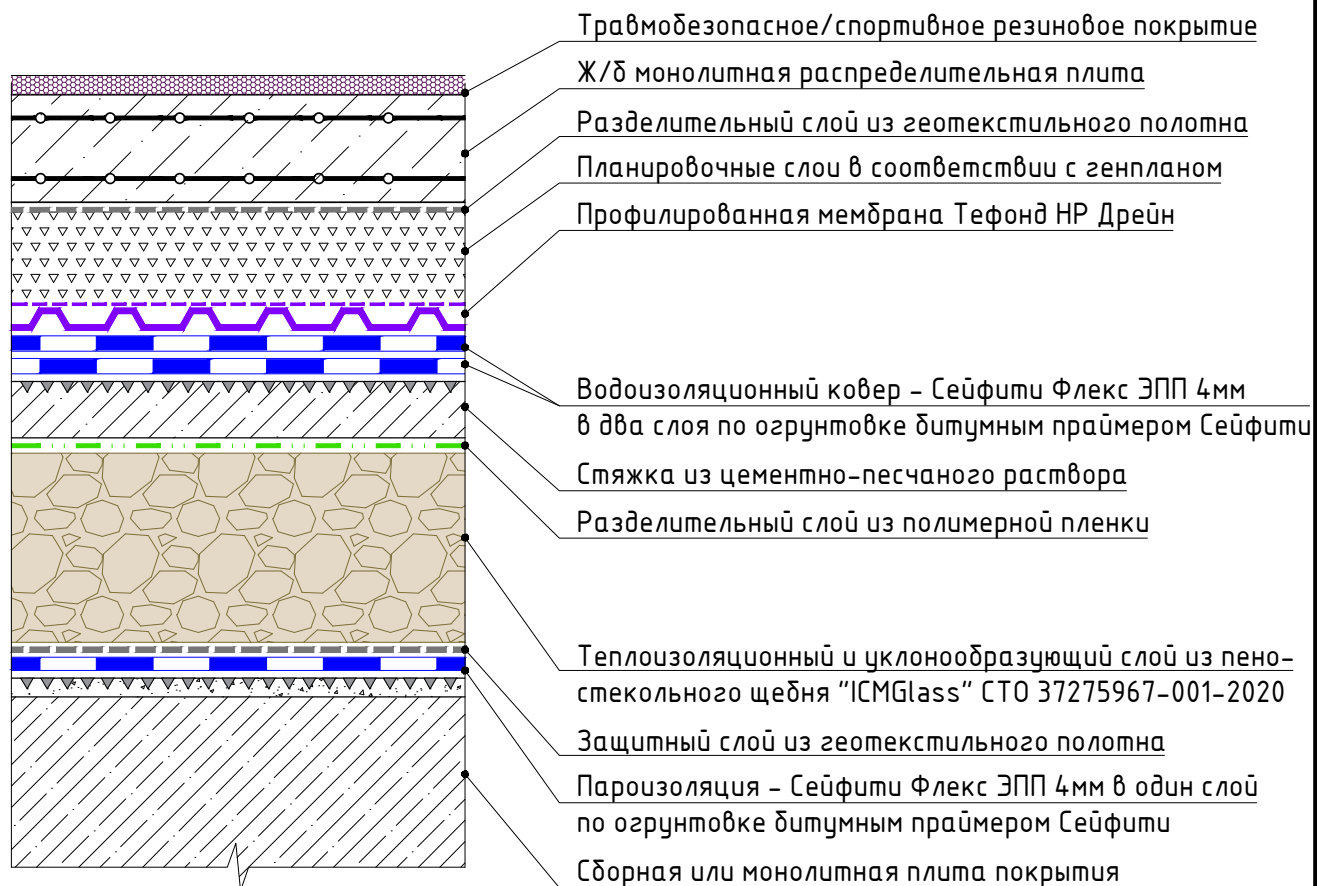 Травмобезопасное/спортивное резиновое покрытие
Ж/б монолитная распределительная плита
Разделительный слой из геотекстильного полотна
Планировочные слои в соответствии с генпланом
Профилированная мембрана Тефонд НР Дрейн
Водоизоляционный ковер - Сейфити Флекс ЭПП 4мм
в два слоя по огрунтовке битумным праймером Сейфити
Стяжка из цементно-песчаного раствора
Разделительный слой из полимерной пленки
Теплоизоляционный и уклонообразующий слой из пено-
стекольного щебня "ICMGlass" СТО 37275967-001-2020
Защитный слой из геотекстильного полотна
Пароизоляция - Сейфити Флекс ЭПП 4мм в один слой
по огрунтовке битумным праймером Сейфити
Сборная или монолитная плита покрытия